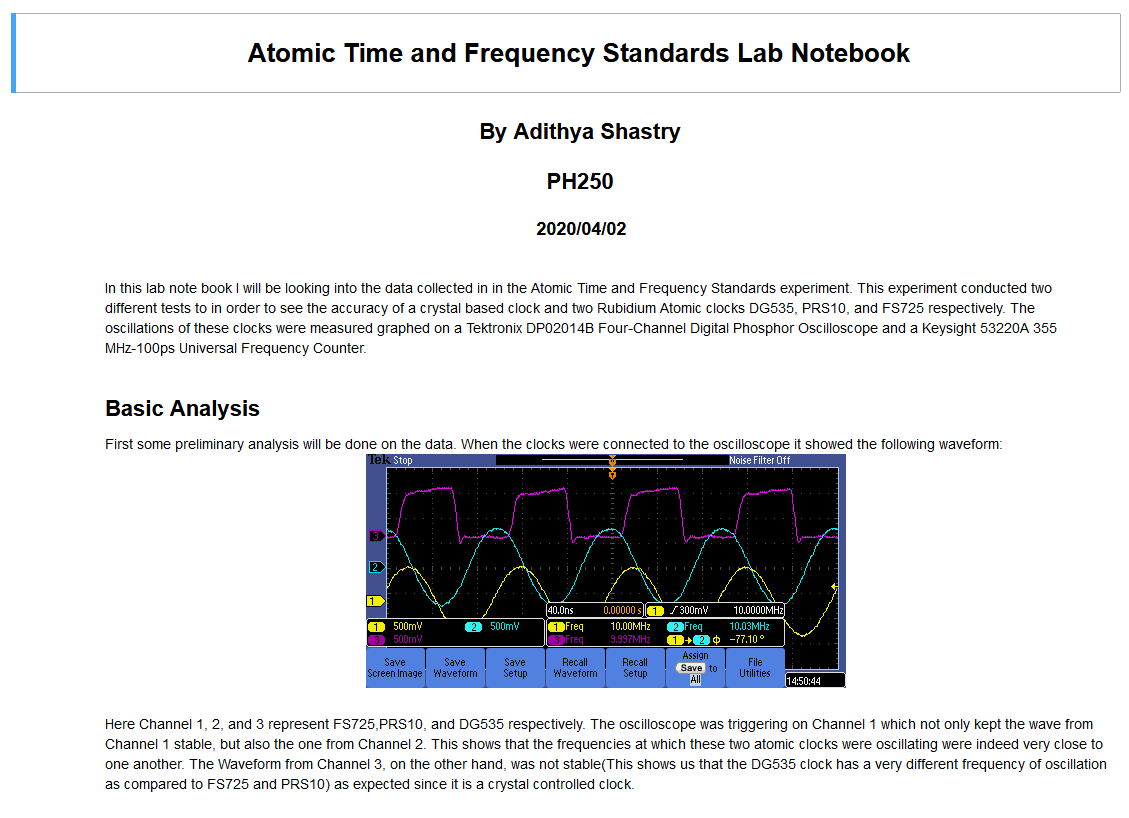 Atomic Time and Frequency Standards Lab Notebook
By Adithya Shastry
PH250
2020/04/02
In this lab note book I will be looking into the data collected in in the Atomic Time and Frequency Standards experiment. This experiment conducted two
different tests to in order to see the accuracy of a crystal based clock and two Rubidium Atomic clocks DG535, PRS10, and FS725 respectively. The
oscillations of these clocks were measured graphed on a Tektronix DP02014B Four-Channel Digital Phosphor Oscilloscope and a Keysight 53220A 355
MHz-100ps Universal Frequency Counter.
Basic Analysis
First some preliminary analysis will be done on the data. When the clocks were connected to the oscilloscope it showed the following waveform:
Tek Stop Noise Filter Off
3
2
1
40.0ns 0.00000 s 1 300mV 10.0000MHz
1 500mV 2 500mV 1 Freq 10.00MHz 2 Freq 10.03MHz
3 500mV 3 Freq 9.997MHz 1 → 2 ϕ -77.10 °
Save Screen Image
Save Waveform
Save Setup
Recall Waveform
Recall Setup
Assign Save to All
File Utilities
14:50:44
Here Channel 1, 2, and 3 represent FS725,PRS10, and DG535 respectively. The oscilloscope was triggering on Channel 1 which not only kept the wave from
Channel 1 stable, but also the one from Channel 2. This shows that the frequencies at which these two atomic clocks were oscillating were indeed very close to
one another. The Waveform from Channel 3, on the other hand, was not stable(This shows us that the DG535 clock has a very different frequency of oscillation
as compared to FS725 and PRS10) as expected since it is a crystal controlled clock.